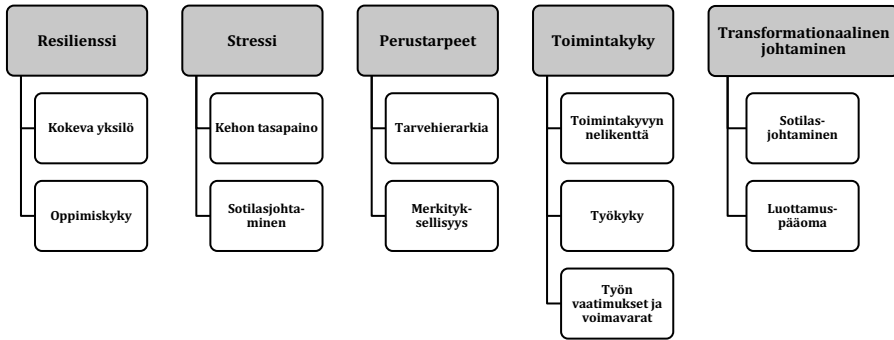 Resilienssi
Kokeva yksilö
Oppimiskyky
Stressi
Kehon tasapaino
Sotilasjohta-
minen
Perustarpeet
Tarvehierarkia
Merkityk-
sellisyys
Toimintakyky
Toimintakyvyn
nelikenttä
Työkyky
Työn
vaatimukset ja
voimavarat
Transformationaalinen
johtaminen
Sotilas-
johtaminen
Luottamus-
pääoma